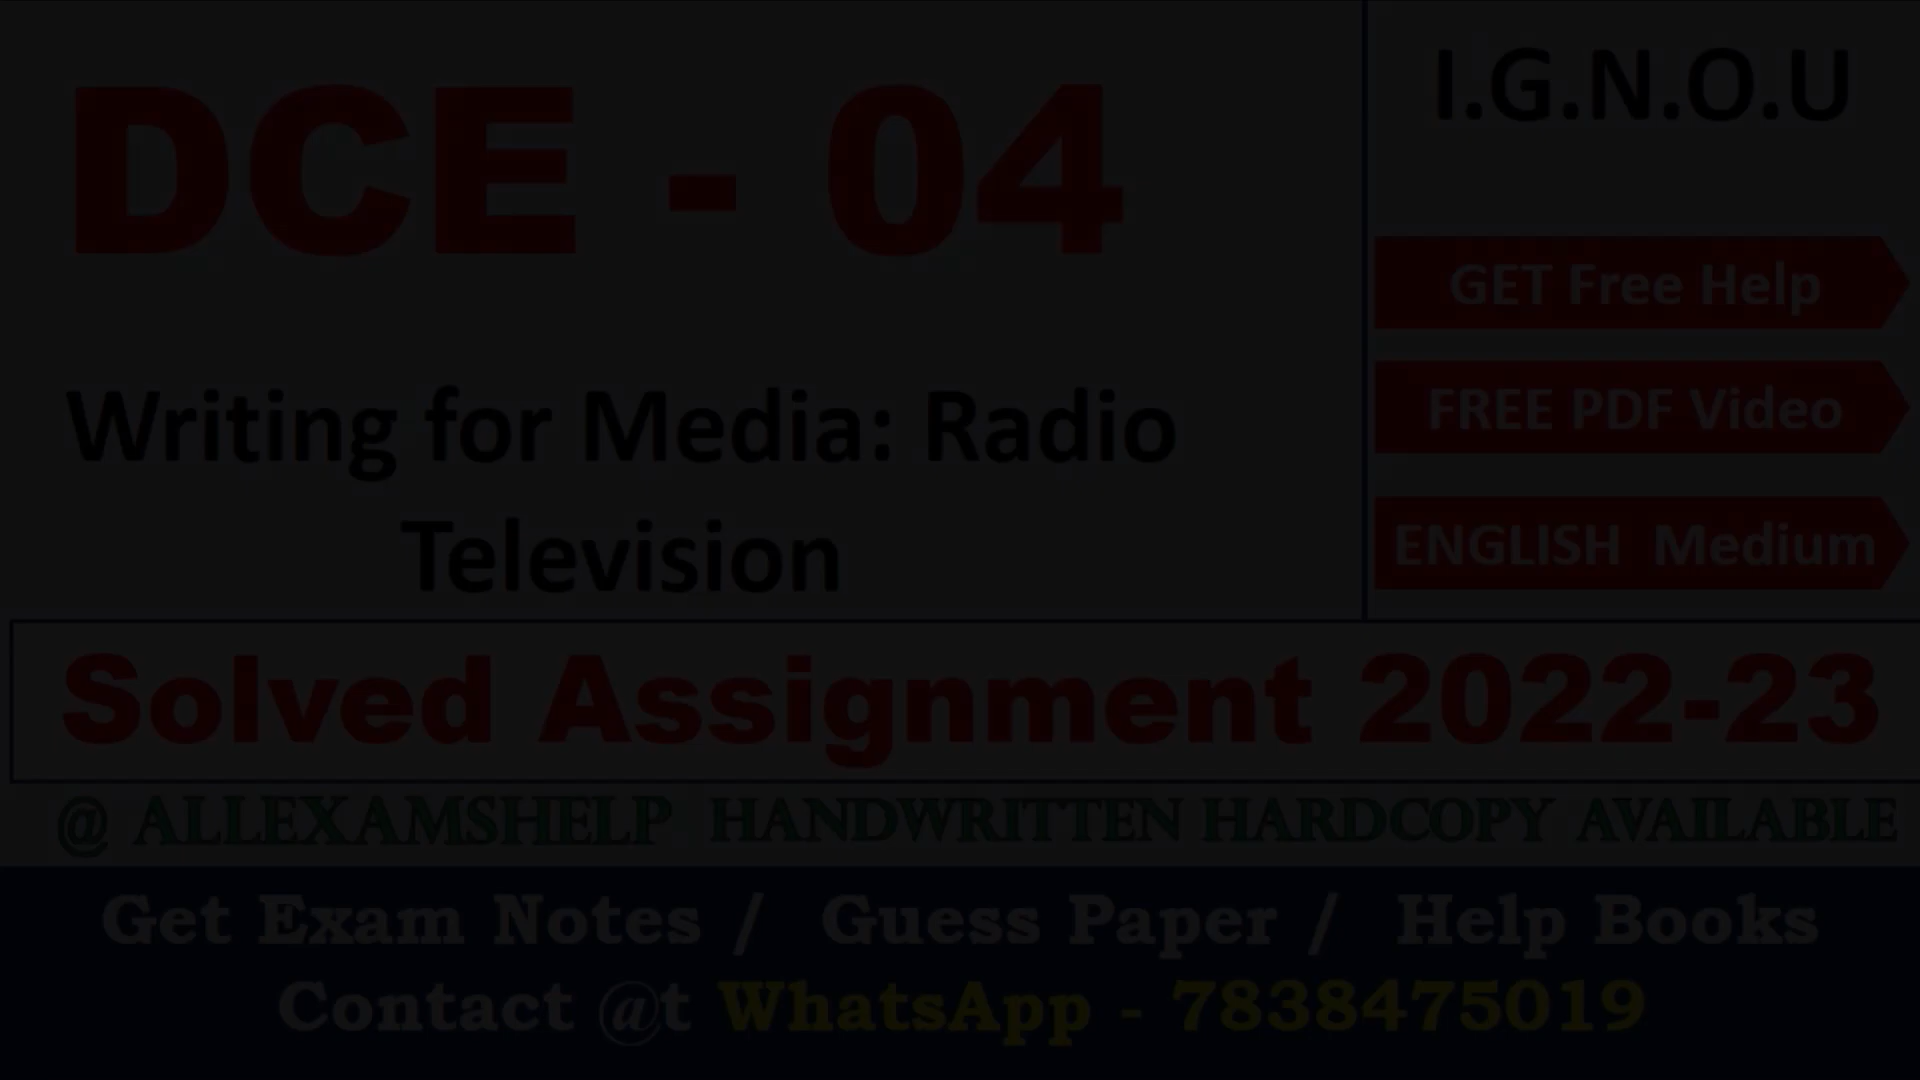 DCE - 04
Writing for Media: Radio
Television
I.G.N.O.U
GET Free Help
FREE PDF Video
ENGLISH Medium
Solved Assignment 2022-23
@ ALLEXAMSHELP HANDWRITTEN HARDCOPY AVAILABLE
Get Exam Notes / Guess Paper / Help Books
Contact @t WhatsApp - 7838475019